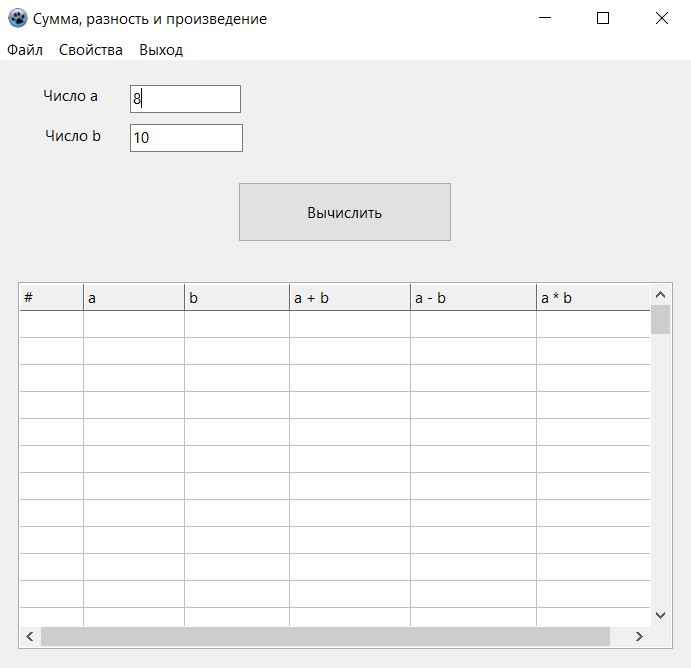 Сумма, разность и произведение
Файл Свойства Выход
Число a 8
Число b 10
Вычислить
# a b a + b a - b a * b